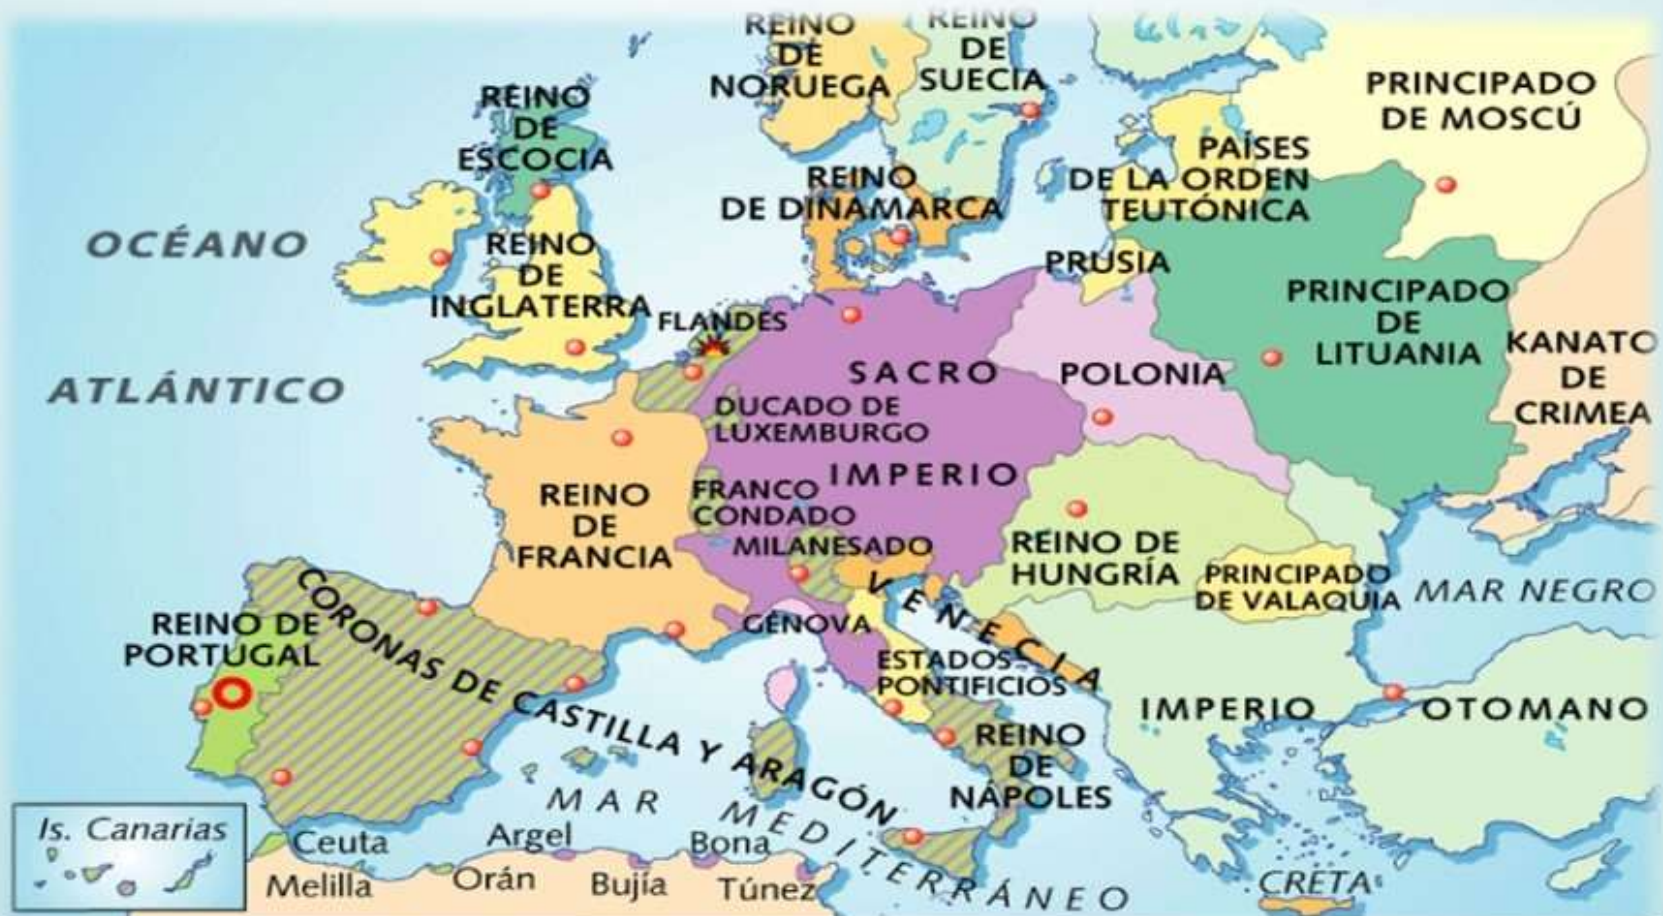 REINO
DE
NORUEGA
REINO
DE
SUECIA
REINO
DE
ESCOCIA
PRINCIPADO
DE MOSCÚ
PAÍSES
DE LA ORDEN
TEUTÓNICA
REINO
DE DINAMARCA
OCÉANO
ATLÁNTICO
REINO
DE
INGLATERRA
PRUSIA
PRINCIPADO
DE
LITUANIA
FLANDES
KANATO
DE
CRIMEA
SACRO
IMPERIO
POLONIA
DUCADO DE
LUXEMBURGO
REINO
DE
FRANCIA
FRANCO
CONDADO
MILANESADO
REINO DE
HUNGRÍA
PRINCIPADO
DE VALAQUIA
MAR NEGRO
VENECIA
GÉNOVA
REINO DE
PORTUGAL
CORONAS DE CASTILLA Y ARAGÓN
ESTADOS
PONTIFICIOS
IMPERIO OTOMANO
REINO
DE
NÁPOLES
MAR MEDITERRÁNEO
Is. Canarias
Ceuta
Argel
Bona
Melilla
Orán
Bujía
Túnez
CRETA